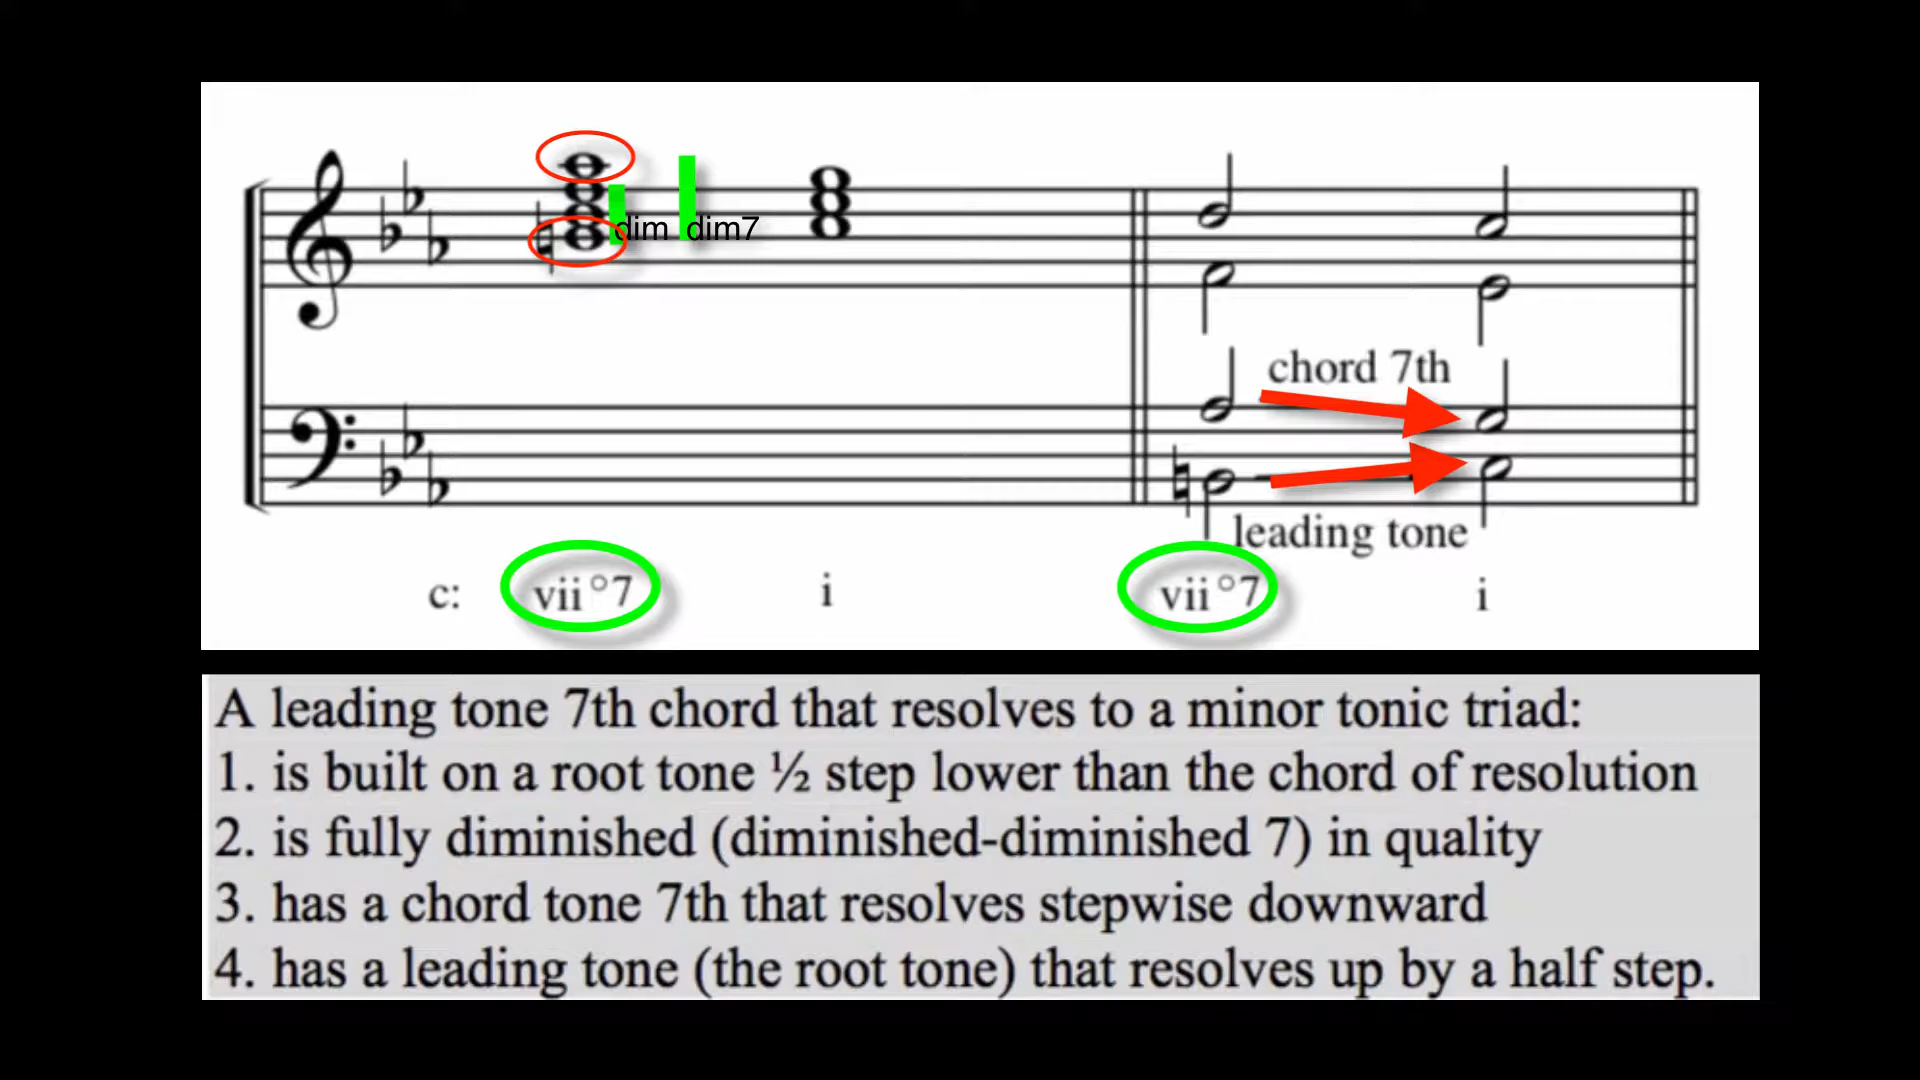 dim dim7
chord 7th
leading tone
c: vii°7 i vii°7 i
A leading tone 7th chord that resolves to a minor tonic triad:
1. is built on a root tone ½ step lower than the chord of resolution
2. is fully diminished (diminished-diminished 7) in quality
3. has a chord tone 7th that resolves stepwise downward
4. has a leading tone (the root tone) that resolves up by a half step.